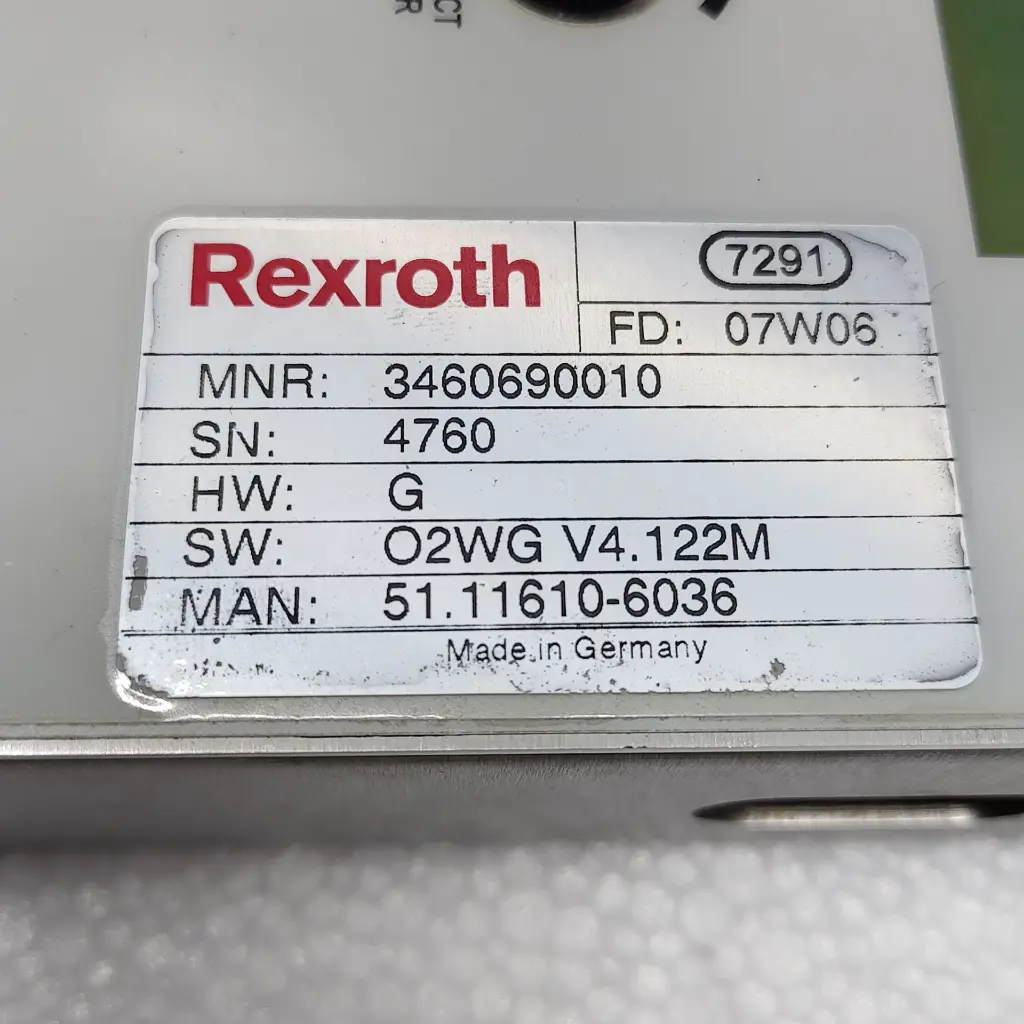 CT
R
Rexroth
7291
FD: 07W06
MNR: 3460690010
SN: 4760
HW: G
SW: O2WG V4.122M
MAN: 51.11610-6036
Made in Germany